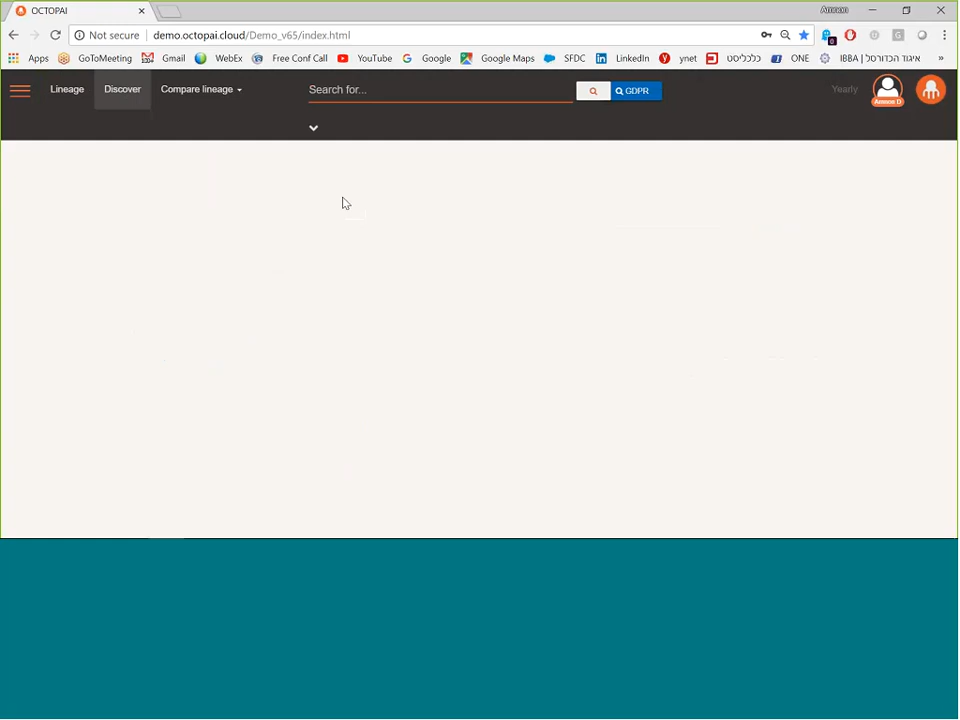 OCTOPAI
Amnon
Not secure demo.octopai.cloud/Demo_v65/index.html
Apps GoToMeeting Gmail WebEx Free Conf Call YouTube Google Google Maps SFDC LinkedIn ynet כלכליסט ONE איגוד הכדורסל | IBBA »
Lineage Discover Compare lineage Search for... GDPR Yearly
Amnon D